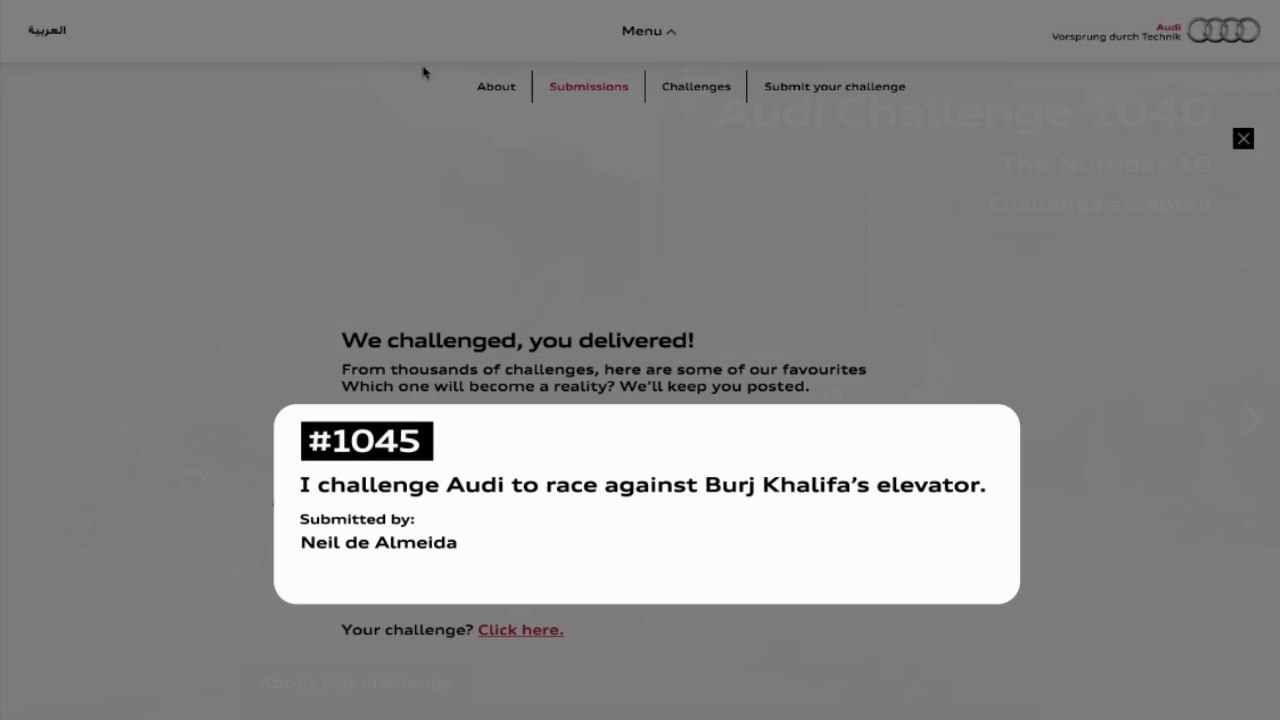 العربية
Menu
Audi
Vorsprung durch Technik
About
Submissions
Challenges
Submit your challenge
Audi Challenge 1040
The Number 10
Challenge accepted
We challenged, you delivered!
From thousands of challenges, here are some of our favourites
Which one will become a reality? We'll keep you posted.
#1045
I challenge Audi to race against Burj Khalifa's elevator.
Submitted by:
Neil de Almeida
Your challenge? Click here.
About this challenge